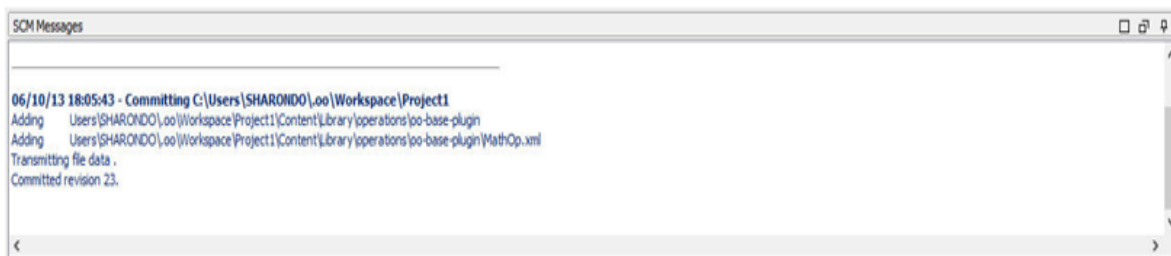 SCM Messages
06/10/13 18:05:43 - Committing C:\Users\SHARONDO\.oo\Workspace\Project1
Adding Users\SHARONDO\.oo\Workspace\Project1\Content\Library\operations\oo-base-plugin
Adding Users\SHARONDO\.oo\Workspace\Project1\Content\Library\operations\oo-base-plugin\MathOp.xml
Transmitting file data .
Committed revision 23.